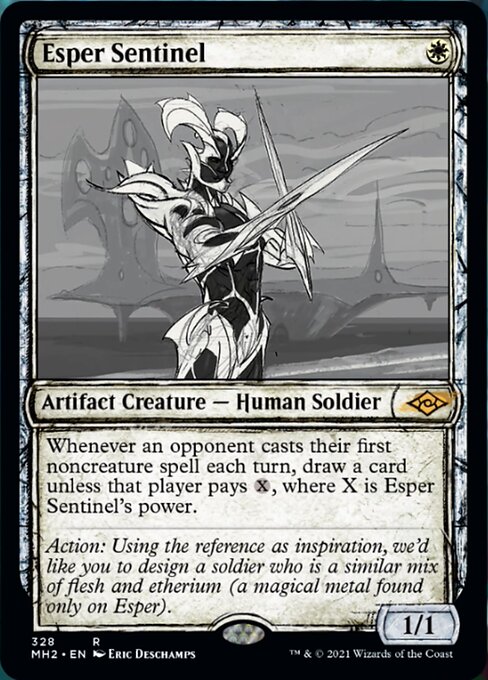 Esper Sentinel
Artifact Creature — Human Soldier
Whenever an opponent casts their first
noncreature spell each turn, draw a card
unless that player pays X, where X is Esper
Sentinel's power.
Action: Using the reference as inspiration, we'd
like you to design a soldier who is a similar mix
of flesh and etherium (a magical metal found
only on Esper).
1/1
328 R
MH2 • EN Eric Deschamps
™ & © 2021 Wizards of the Coast